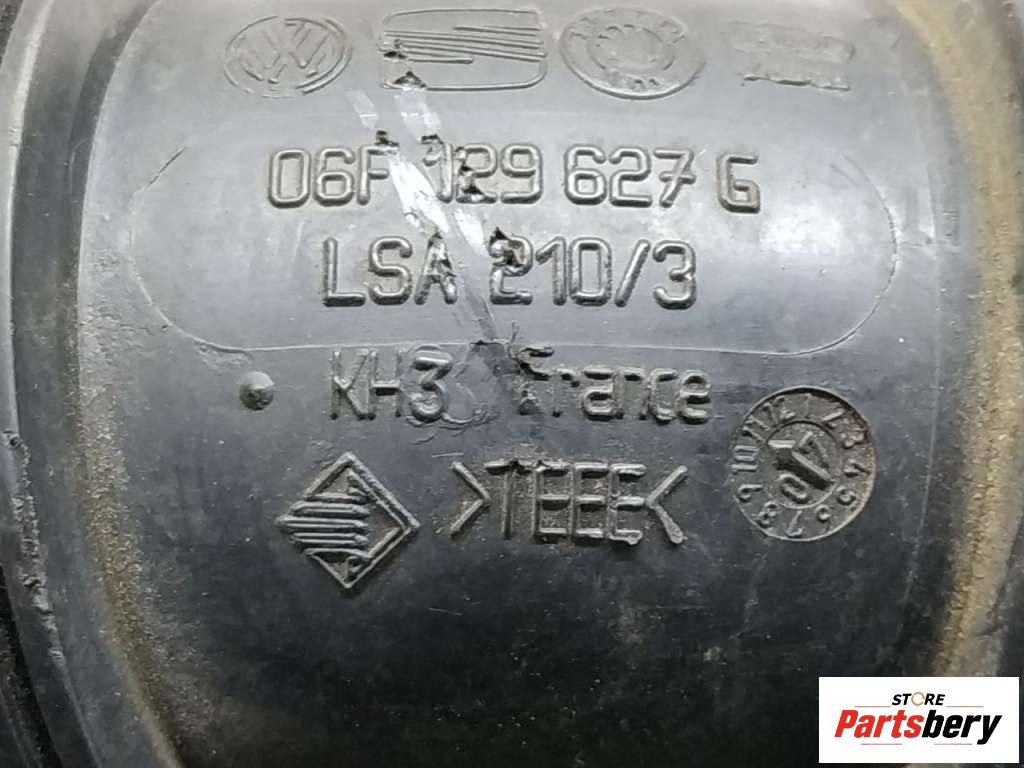 06F 129 627 G
LSA 210/3
KH3 France
>TEEE<
STORE
Partsbery